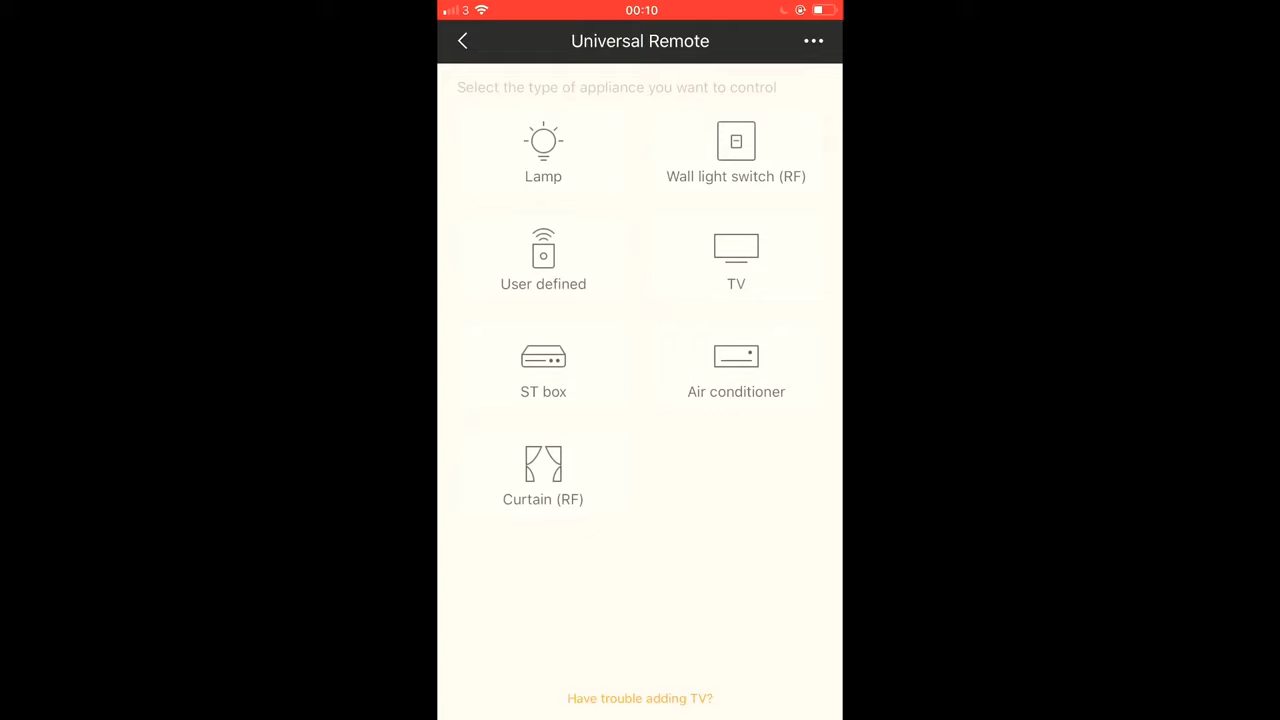 3 00:10
Universal Remote
Select the type of appliance you want to control
Lamp Wall light switch (RF)
User defined TV
ST box Air conditioner
Curtain (RF)
Have trouble adding TV?